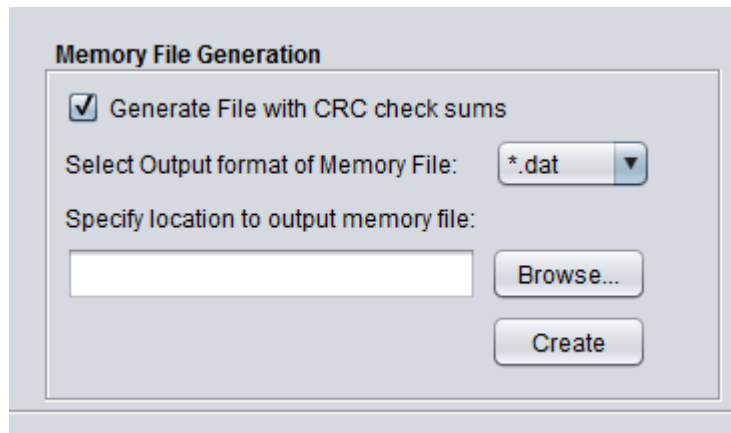 Memory File Generation
Generate File with CRC check sums
Select Output format of Memory File: *.dat
Specify location to output memory file:
Browse...
Create